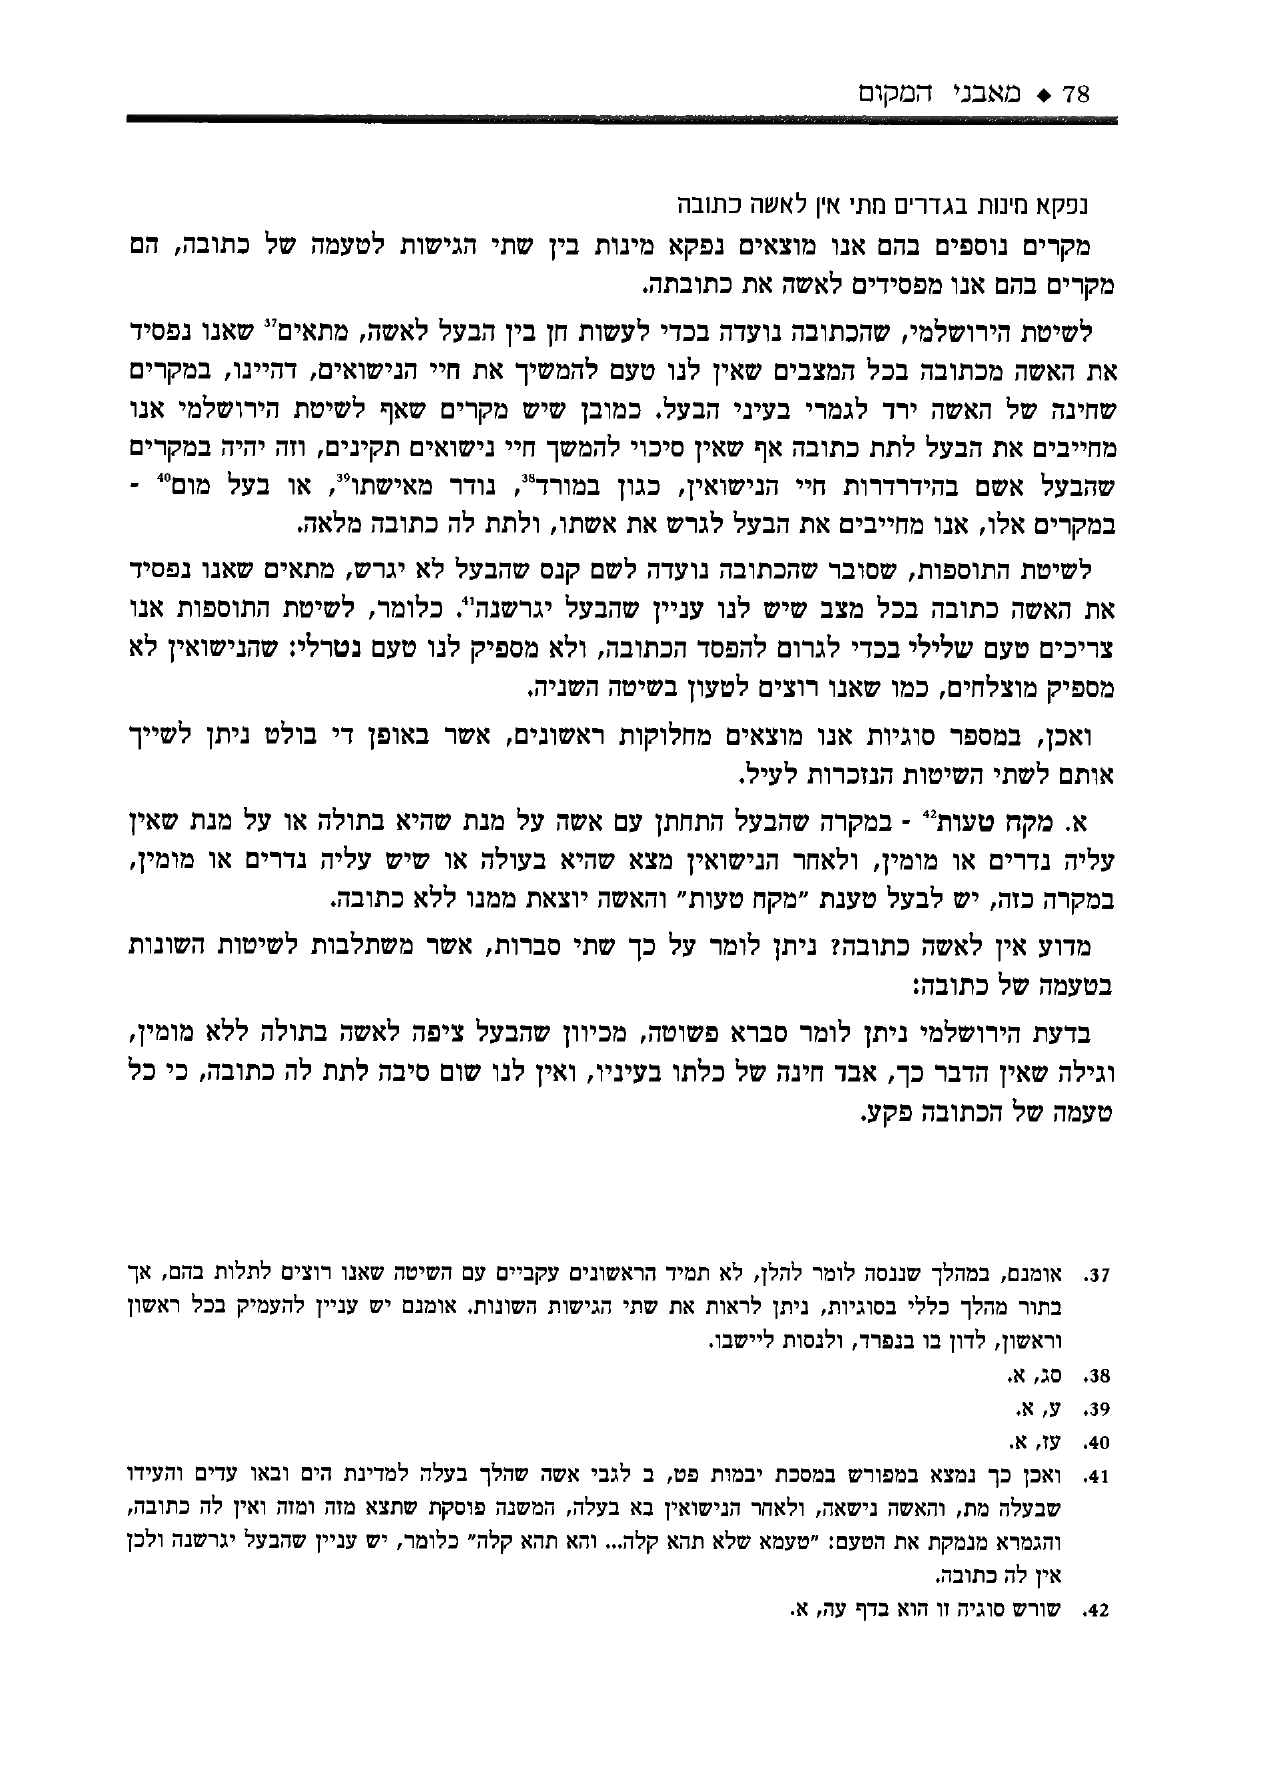 78 ◆ מאבני המקום
נפקא מינות בגדרים מתי אין לאשה כתובה
מקרים נוספים בהם אנו מוצאים נפקא מינות בין שתי הגישות לטעמה של כתובה, הם
מקרים בהם אנו מפסידים לאשה את כתובתה.
לשיטת הירושלמי, שהכתובה נועדה בכדי לעשות חן בין הבעל לאשה, מתאים³⁷ שאנו נפסיד
את האשה מכתובה בכל המצבים שאין לנו טעם להמשיך את חיי הנישואים, דהיינו, במקרים
שחינה של האשה ירד לגמרי בעיני הבעל. כמובן שיש מקרים שאף לשיטת הירושלמי אנו
מחייבים את הבעל לתת כתובה אף שאין סיכוי להמשך חיי נישואים תקינים, וזה יהיה במקרים
שהבעל אשם בהידרדרות חיי הנישואין, כגון במורד³⁸, נודר מאישתו³⁹, או בעל מום⁴⁰ -
במקרים אלו, אנו מחייבים את הבעל לגרש את אשתו, ולתת לה כתובה מלאה.
לשיטת התוספות, שסובר שהכתובה נועדה לשם קנס שהבעל לא יגרש, מתאים שאנו נפסיד
את האשה כתובה בכל מצב שיש לנו עניין שהבעל יגרשנה⁴¹. כלומר, לשיטת התוספות אנו
צריכים טעם שלילי בכדי לגרום להפסד הכתובה, ולא מספיק לנו טעם נטרלי: שהנישואין לא
מספיק מוצלחים, כמו שאנו רוצים לטעון בשיטה השניה.
ואכן, במספר סוגיות אנו מוצאים מחלוקות ראשונים, אשר באופן די בולט ניתן לשייך
אותם לשתי השיטות הנזכרות לעיל.
א. מקח טעות⁴² - במקרה שהבעל התחתן עם אשה על מנת שהיא בתולה או על מנת שאין
עליה נדרים או מומין, ולאחר הנישואין מצא שהיא בעולה או שיש עליה נדרים או מומין,
במקרה כזה, יש לבעל טענת "מקח טעות" והאשה יוצאת ממנו ללא כתובה.
מדוע אין לאשה כתובה? ניתן לומר על כך שתי סברות, אשר משתלבות לשיטות השונות
בטעמה של כתובה:
בדעת הירושלמי ניתן לומר סברא פשוטה, מכיוון שהבעל ציפה לאשה בתולה ללא מומין,
וגילה שאין הדבר כך, אבד חינה של כלתו בעיניו, ואין לנו שום סיבה לתת לה כתובה, כי כל
טעמה של הכתובה פקע.
37. אומנם, במהלך שננסה לומר להלן, לא תמיד הראשונים עקביים עם השיטה שאנו רוצים לתלות בהם, אך
בתור מהלך כללי בסוגיות, ניתן לראות את שתי הגישות השונות. אומנם יש עניין להעמיק בכל ראשון
וראשון, לדון בו בנפרד, ולנסות ליישבו.
38. סג, א.
39. ע, א.
40. עז, א.
41. ואכן כך נמצא במפורש במסכת יבמות פט, ב לגבי אשה שהלך בעלה למדינת הים ובאו עדים והעידו
שבעלה מת, והאשה נישאה, ולאחר הנישואין בא בעלה, המשנה פוסקת שתצא מזה ומזה ואין לה כתובה,
והגמרא מנמקת את הטעם: "טעמא שלא תהא קלה... והא תהא קלה" כלומר, יש עניין שהבעל יגרשנה ולכן
אין לה כתובה.
42. שורש סוגיה זו הוא בדף עה, א.